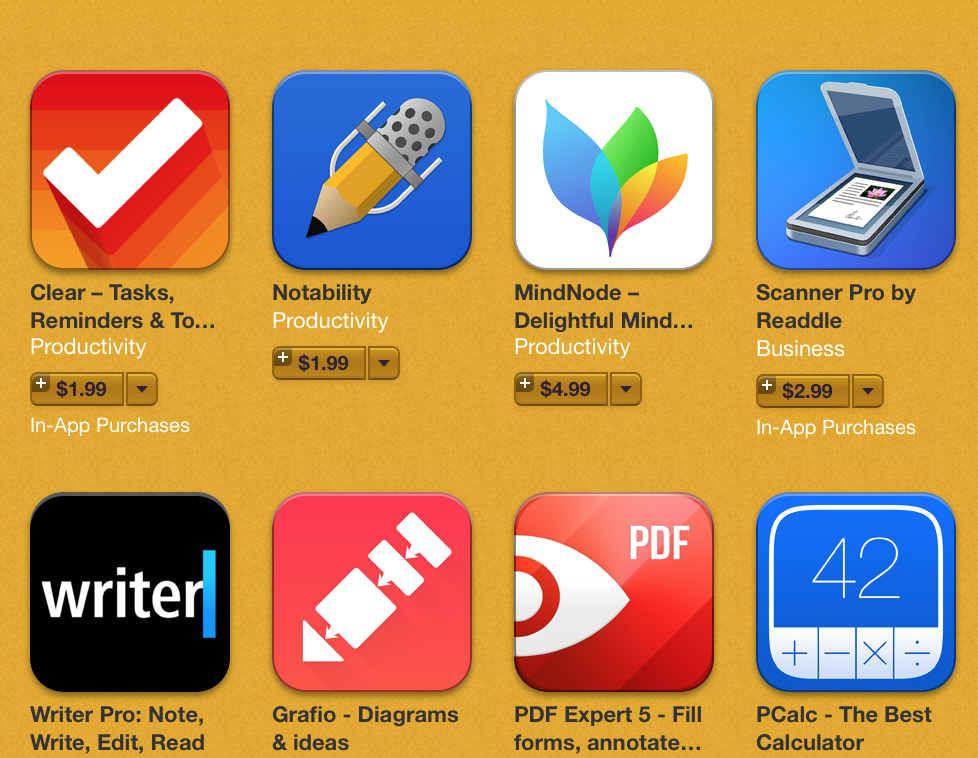 Clear – Tasks,
Reminders & To...
Productivity
+ $1.99
In-App Purchases
Notability
Productivity
+ $1.99
MindNode –
Delightful Mind...
Productivity
+ $4.99
PDF
Scanner Pro by
Readdle
Business
+ $2.99
In-App Purchases
writer
Writer Pro: Note,
Write, Edit, Read
Grafio - Diagrams
& ideas
PDF Expert 5 - Fill
forms, annotate...
42
+ − × ÷
PCalc - The Best
Calculator